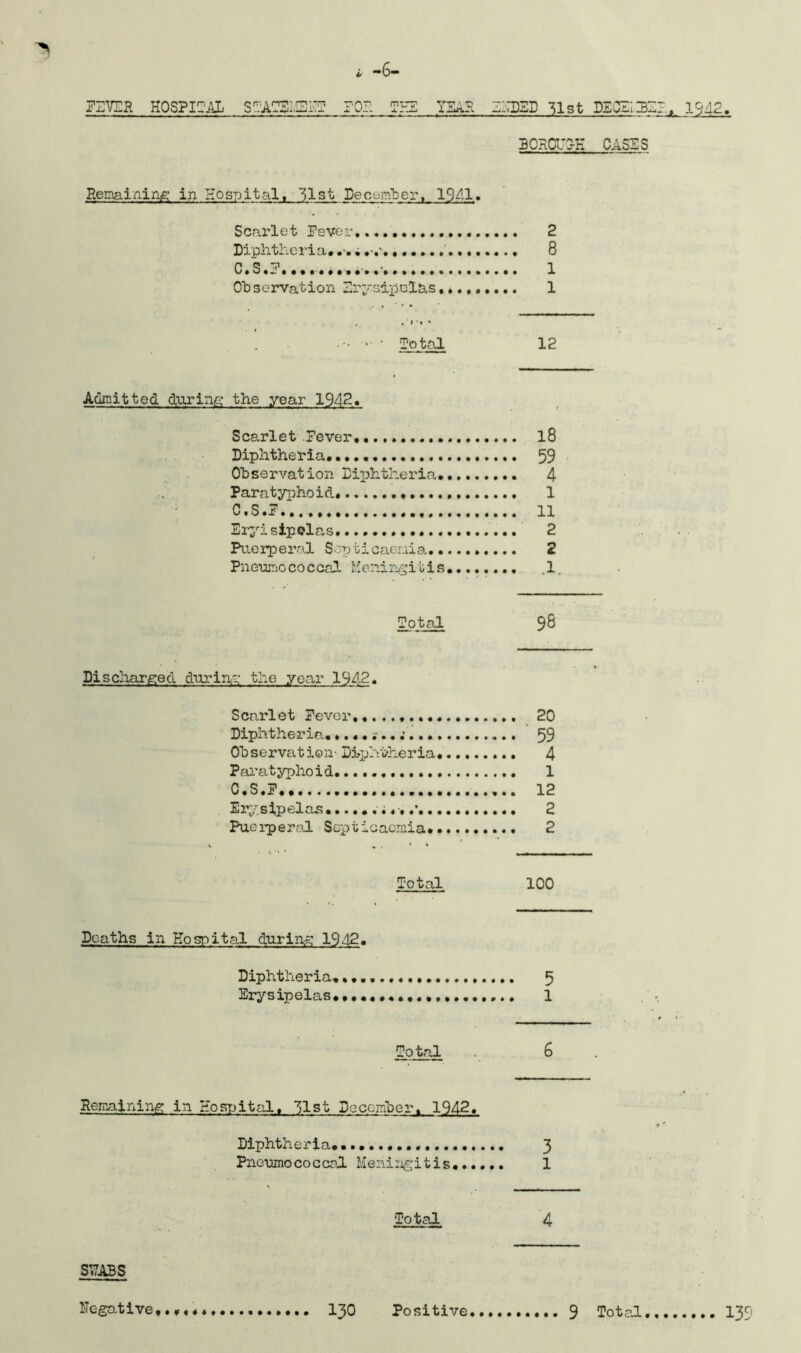 -6-
FEVER HOSPITAL STATEMENT FOR THE YEAR ENDED 31st DECEMBER, 1942.
BOROUGH CASES
Remaining in Hospital, 31st December, 1941.
Scarlet Fever.................. 2
Diphtheria..................... 8
C.S.F.......................... 1
Observation Erysipelas......... 1
Total 12
Admitted during the year 1942.
Scarlet Fever.................. 18
Diphtheria..................... 59
Observation Diphtheria......... 4
Paratyphoid.................... 1
C.S.F.......................... 11
Eryisipelas.................... 2
Puerperal Septicaemia.......... 2
Pneumococcal Meningitis........ 1
Total 98
Discharged during the year 1942.
Scarlet Fever.................. 20
Diphtheria..................... 59
Observation Diphtheria......... 4
Paratyphoid.................... 1
C.S.F.......................... 12
Erysipelas..................... 2
Puerperal Septicaemia.......... 2
Total 100
Deaths in Hospital during 1942.
Diphtheria..................... 5
Erysipelas..................... 1
Total 6
Remaining in Hospital, 31st December, 1942.
Diphtheria................... 3
Pneumococcal Meningitis...... 1
Total 4
SWABS
Negative.................. 130 Positive.......... 9 Total........ 139